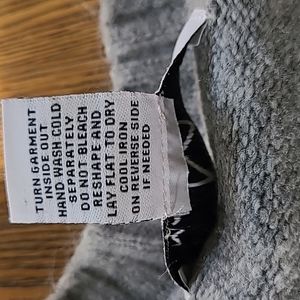 TURN GARMENT
INSIDE OUT
HAND WASH COLD
SEPARATELY
DO NOT BLEACH
RESHAPE AND
LAY FLAT TO DRY
COOL IRON
ON REVERSE SIDE
IF NEEDED